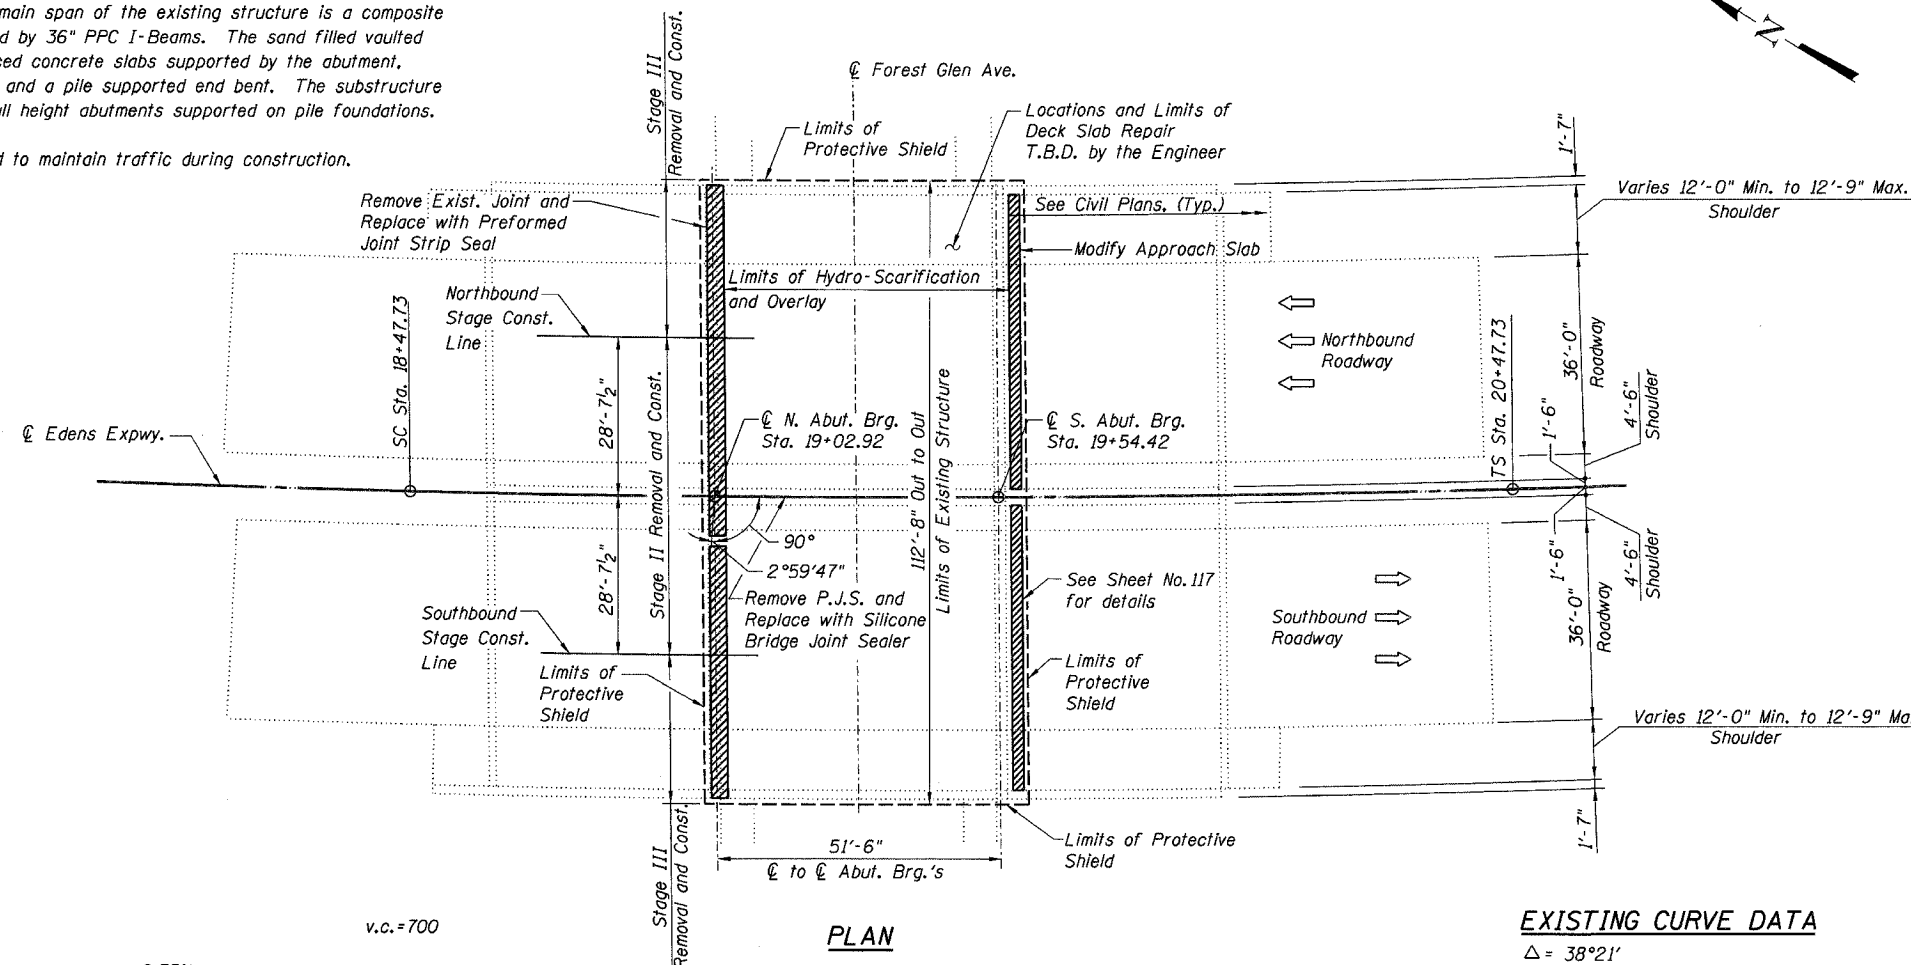 main span of the existing structure is a composite
d by 36" PPC I-Beams. The sand filled vaulted
ced concrete slabs supported by the abutment,
and a pile supported end bent. The substructure
ll height abutments supported on pile foundations.
d to maintain traffic during construction.
Stage III
Removal and Const.
℄ Forest Glen Ave.
N
Limits of
Protective Shield
Locations and Limits of
Deck Slab Repair
T.B.D. by the Engineer
1'-7"
Remove Exist. Joint and
Replace with Preformed
Joint Strip Seal
See Civil Plans, (Typ.)
Modify Approach Slab
Varies 12'-0" Min. to 12'-9" Max.
Shoulder
Limits of Hydro-Scarification
and Overlay
Northbound
Stage Const.
Line
SC Sta. 18+47.73
Northbound
Roadway
TS Sta. 20+47.73
36'-0"
Roadway
1'-6"
4'-6"
Shoulder
℄ Edens Expwy.
28'-7½"
Stage II Removal and Const.
℄ N. Abut. Brg.
Sta. 19+02.92
112'-8" Out to Out
Limits of Existing Structure
℄ S. Abut. Brg.
Sta. 19+54.42
28'-7½"
90°
2°59'47"
Remove P.J.S. and
Replace with Silicone
Bridge Joint Sealer
See Sheet No. 117
for details
Southbound
Roadway
1'-6"
4'-6"
Shoulder
36'-0"
Roadway
Southbound
Stage Const.
Line
Limits of
Protective
Shield
Limits of
Protective
Shield
Varies 12'-0" Min. to 12'-9" Ma
Shoulder
1'-7"
Limits of Protective
Shield
51'-6"
℄ to ℄ Abut. Brg.'s
Stage III
Removal and Const.
v.c.=700
PLAN
EXISTING CURVE DATA
Δ = 38°21'